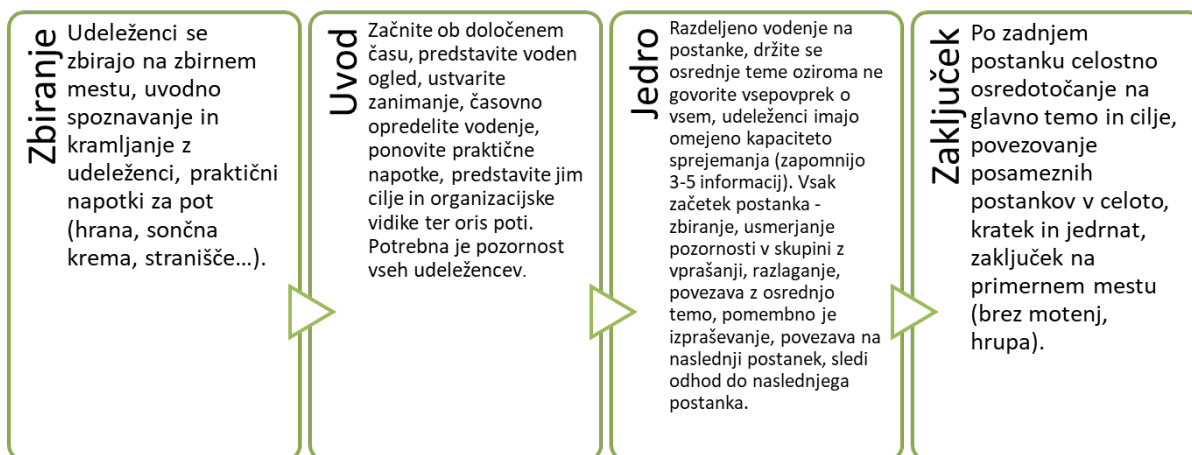 Zbiranje
Udeleženci se
zbirajo na zbirnem
mestu, uvodno
spoznavanje in
kramljanje z
udeleženci, praktični
napotki za pot
(hrana, sončna
krema, stranišče...).
Uvod
Začnite ob določenem
času, predstavite voden
ogled, ustvarite
zanimanje, časovno
opredelite vodenje,
ponovite praktične
napotke, predstavite jim
cilje in organizacijske
vidike ter oris poti.
Potrebna je pozornost
vseh udeležencev.
Jedro
Razdeljeno vodenje na
postanke, držite se
osrednje teme oziroma ne
govorite vsepovprek o
vsem, udeleženci imajo
omejeno kapaciteto
sprejemanja (zapomnijo
3-5 informacij). Vsak
začetek postanka -
zbiranje, usmerjanje
pozornosti v skupini z
vprašanji, razlaganje,
povezava z osrednjo
temo, pomembno je
izpraševanje, povezava na
naslednji postanek, sledi
odhod do naslednjega
postanka.
Zaključek
Po zadnjem
postanku celostno
osredotočanje na
glavno temo in cilje,
povezovanje
posameznih
postankov v celoto,
kratek in jedrnat,
zaključek na
primernem mestu
(brez motenj,
hrupa).